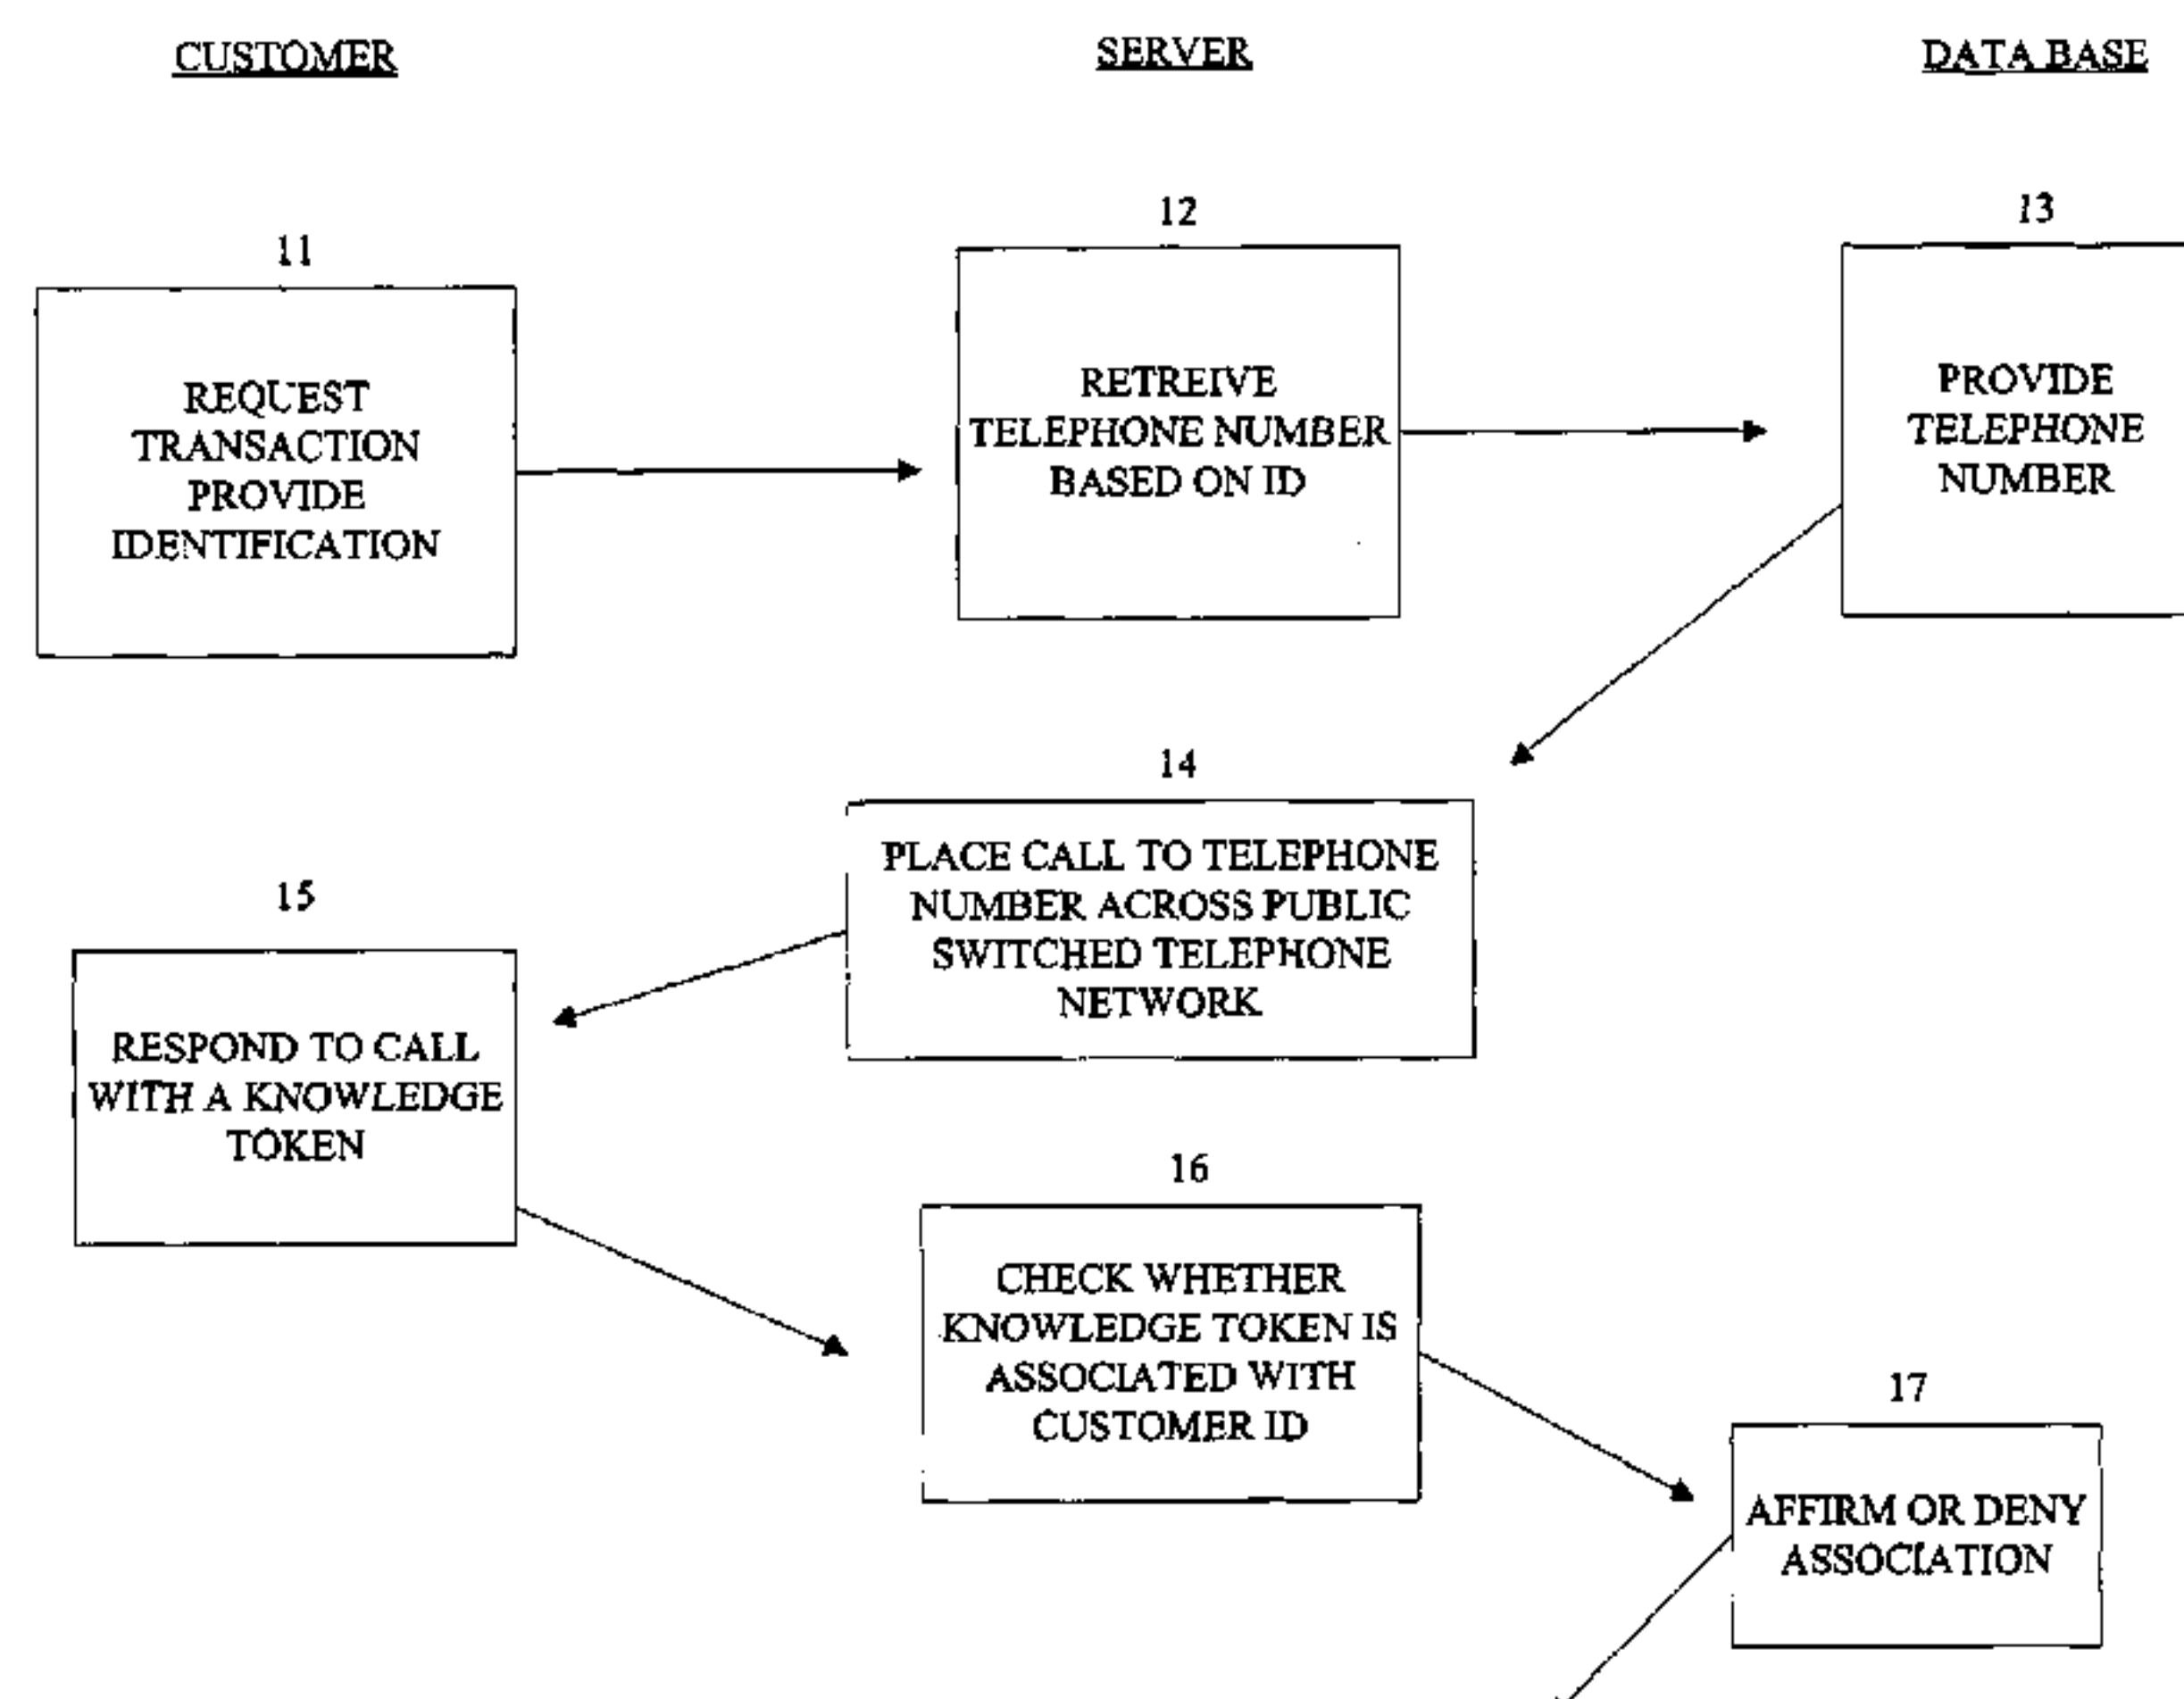 CUSTOMER
SERVER
DATA BASE
11
REQUEST
TRANSACTION
PROVIDE
IDENTIFICATION
12
RETREIVE
TELEPHONE NUMBER
BASED ON ID
13
PROVIDE
TELEPHONE
NUMBER
14
PLACE CALL TO TELEPHONE
NUMBER ACROSS PUBLIC
SWITCHED TELEPHONE
NETWORK
15
RESPOND TO CALL
WITH A KNOWLEDGE
TOKEN
16
CHECK WHETHER
KNOWLEDGE TOKEN IS
ASSOCIATED WITH
CUSTOMER ID
17
AFFIRM OR DENY
ASSOCIATION